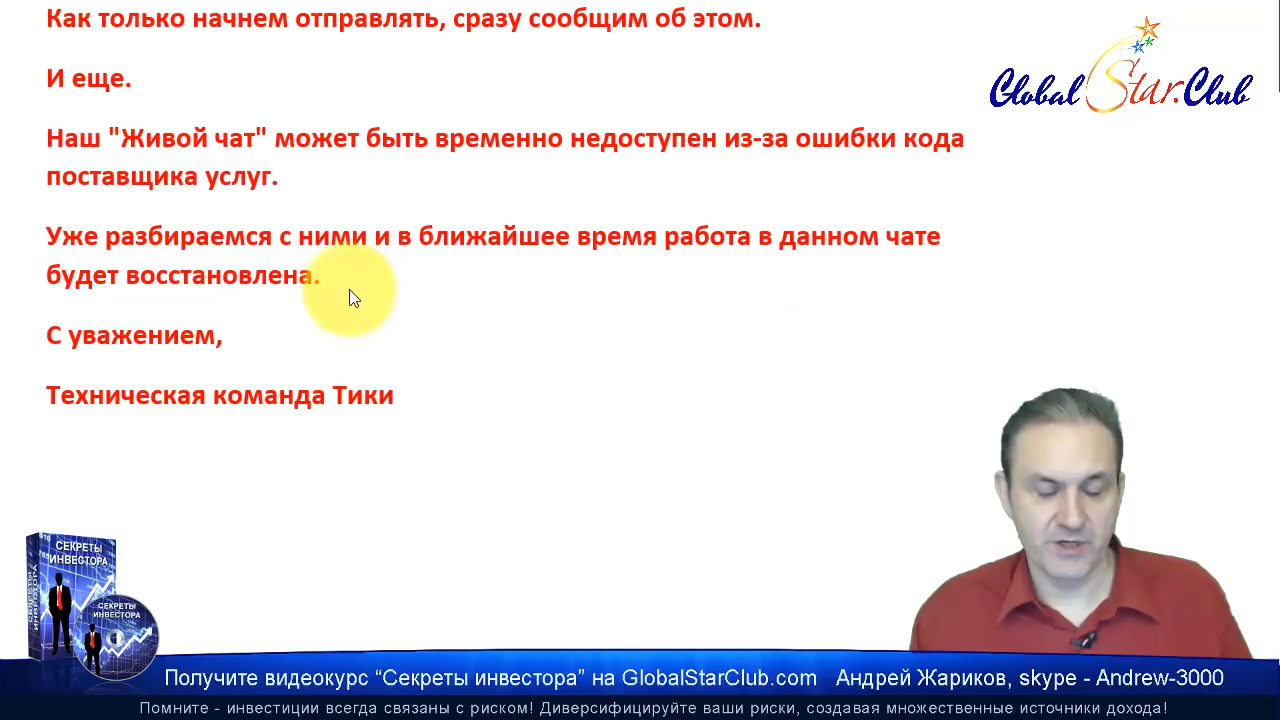 Как только начнем отправлять, сразу сообщим об этом.
И еще.
Наш "Живой чат" может быть временно недоступен из-за ошибки кода
поставщика услуг.
Уже разбираемся с ними и в ближайшее время работа в данном чате
будет восстановлена.
С уважением,
Техническая команда Тики
Global Star.Club
СЕКРЕТЫ
ИНВЕСТОРА
СЕКРЕТЫ
ИНВЕСТОРА
Получите видеокурс “Секреты инвестора” на GlobalStarClub.com Андрей Жариков, skype - Andrew-3000
Помните - инвестиции всегда связаны с риском! Диверсифицируйте ваши риски, создавая множественные источники дохода!